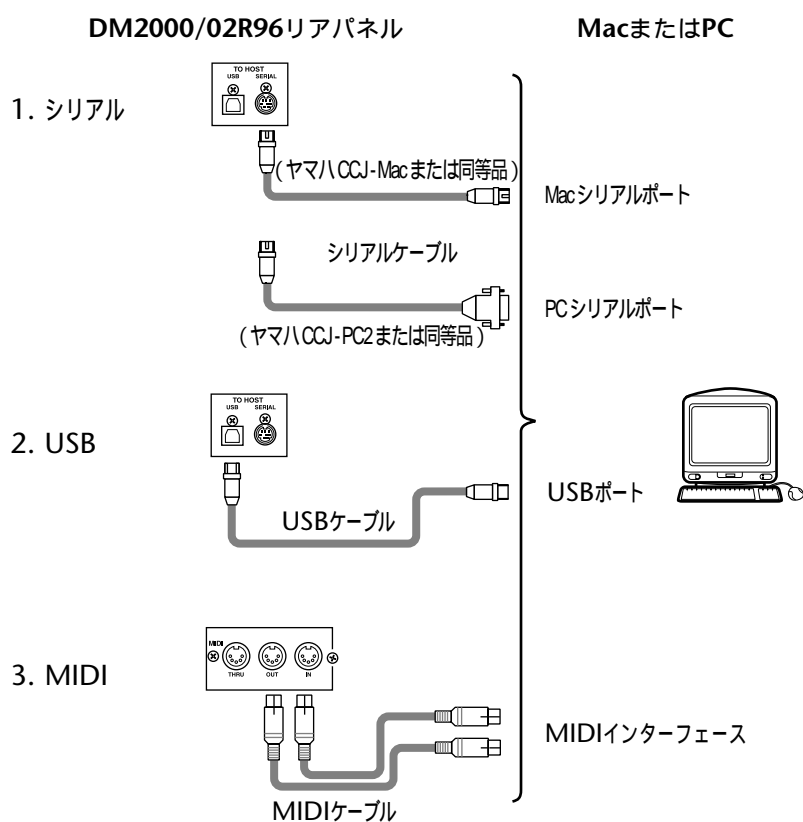 DM2000/02R96リアパネル
MacまたはPC
1. シリアル
TO HOST
USB SERIAL
(ヤマハCCJ-Macまたは同等品)
Macシリアルポート
シリアルケーブル
PCシリアルポート
(ヤマハCCJ-PC2または同等品)
2. USB
TO HOST
USB SERIAL
USBケーブル
USBポート
3. MIDI
MIDI
THRU OUT IN
MIDIインターフェース
MIDIケーブル